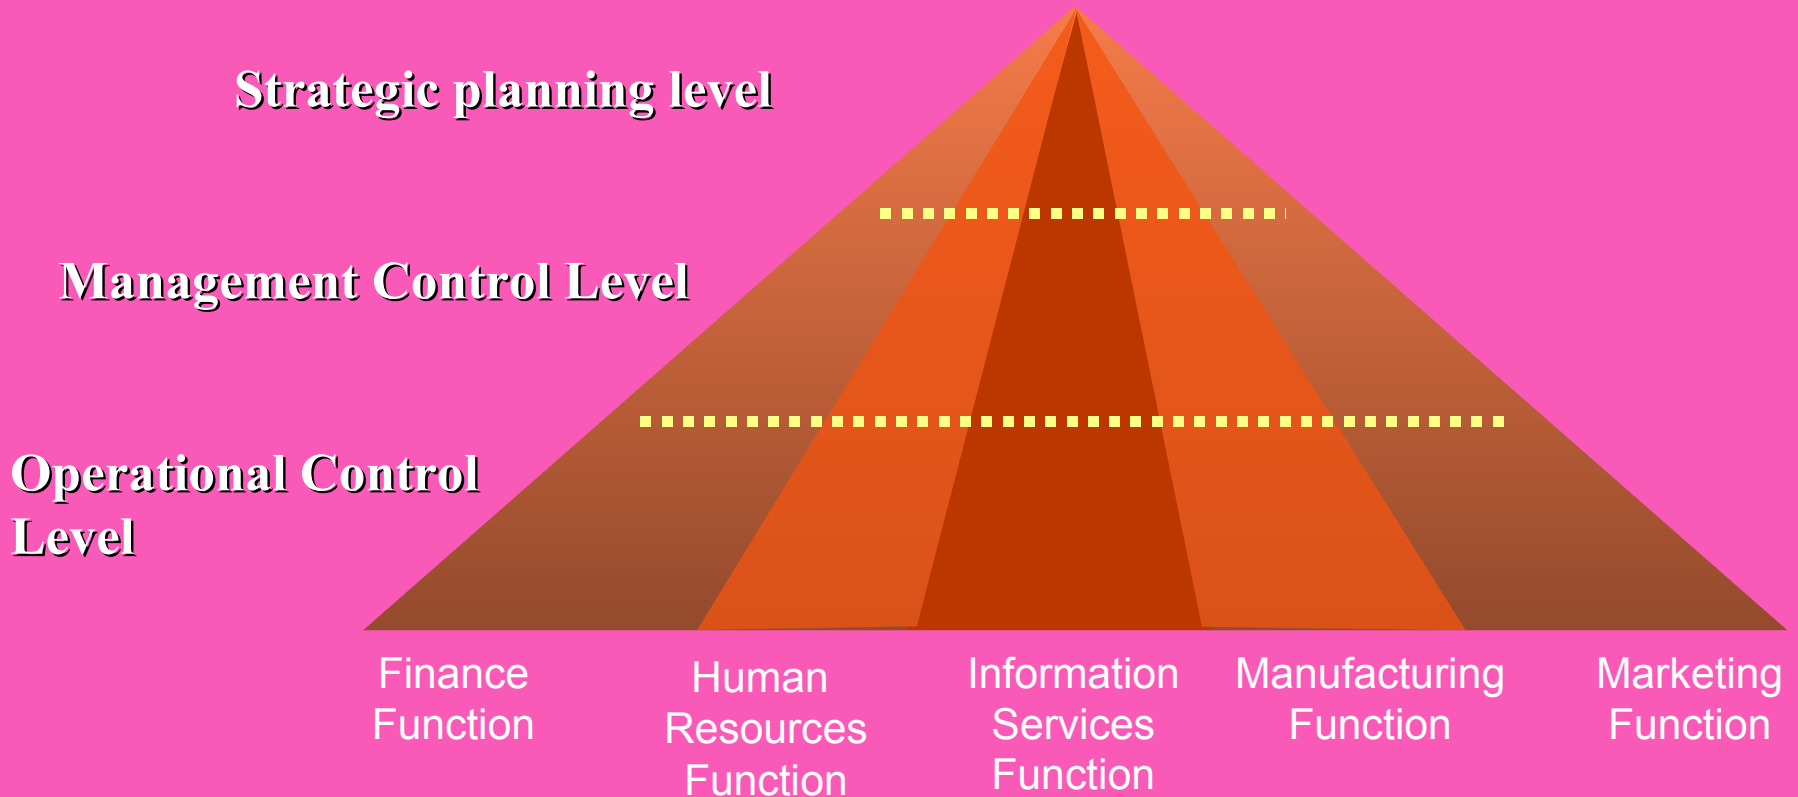 Strategic planning level
Management Control Level
Operational Control
Level
Finance
Function
Human
Resources
Function
Information
Services
Function
Manufacturing
Function
Marketing
Function